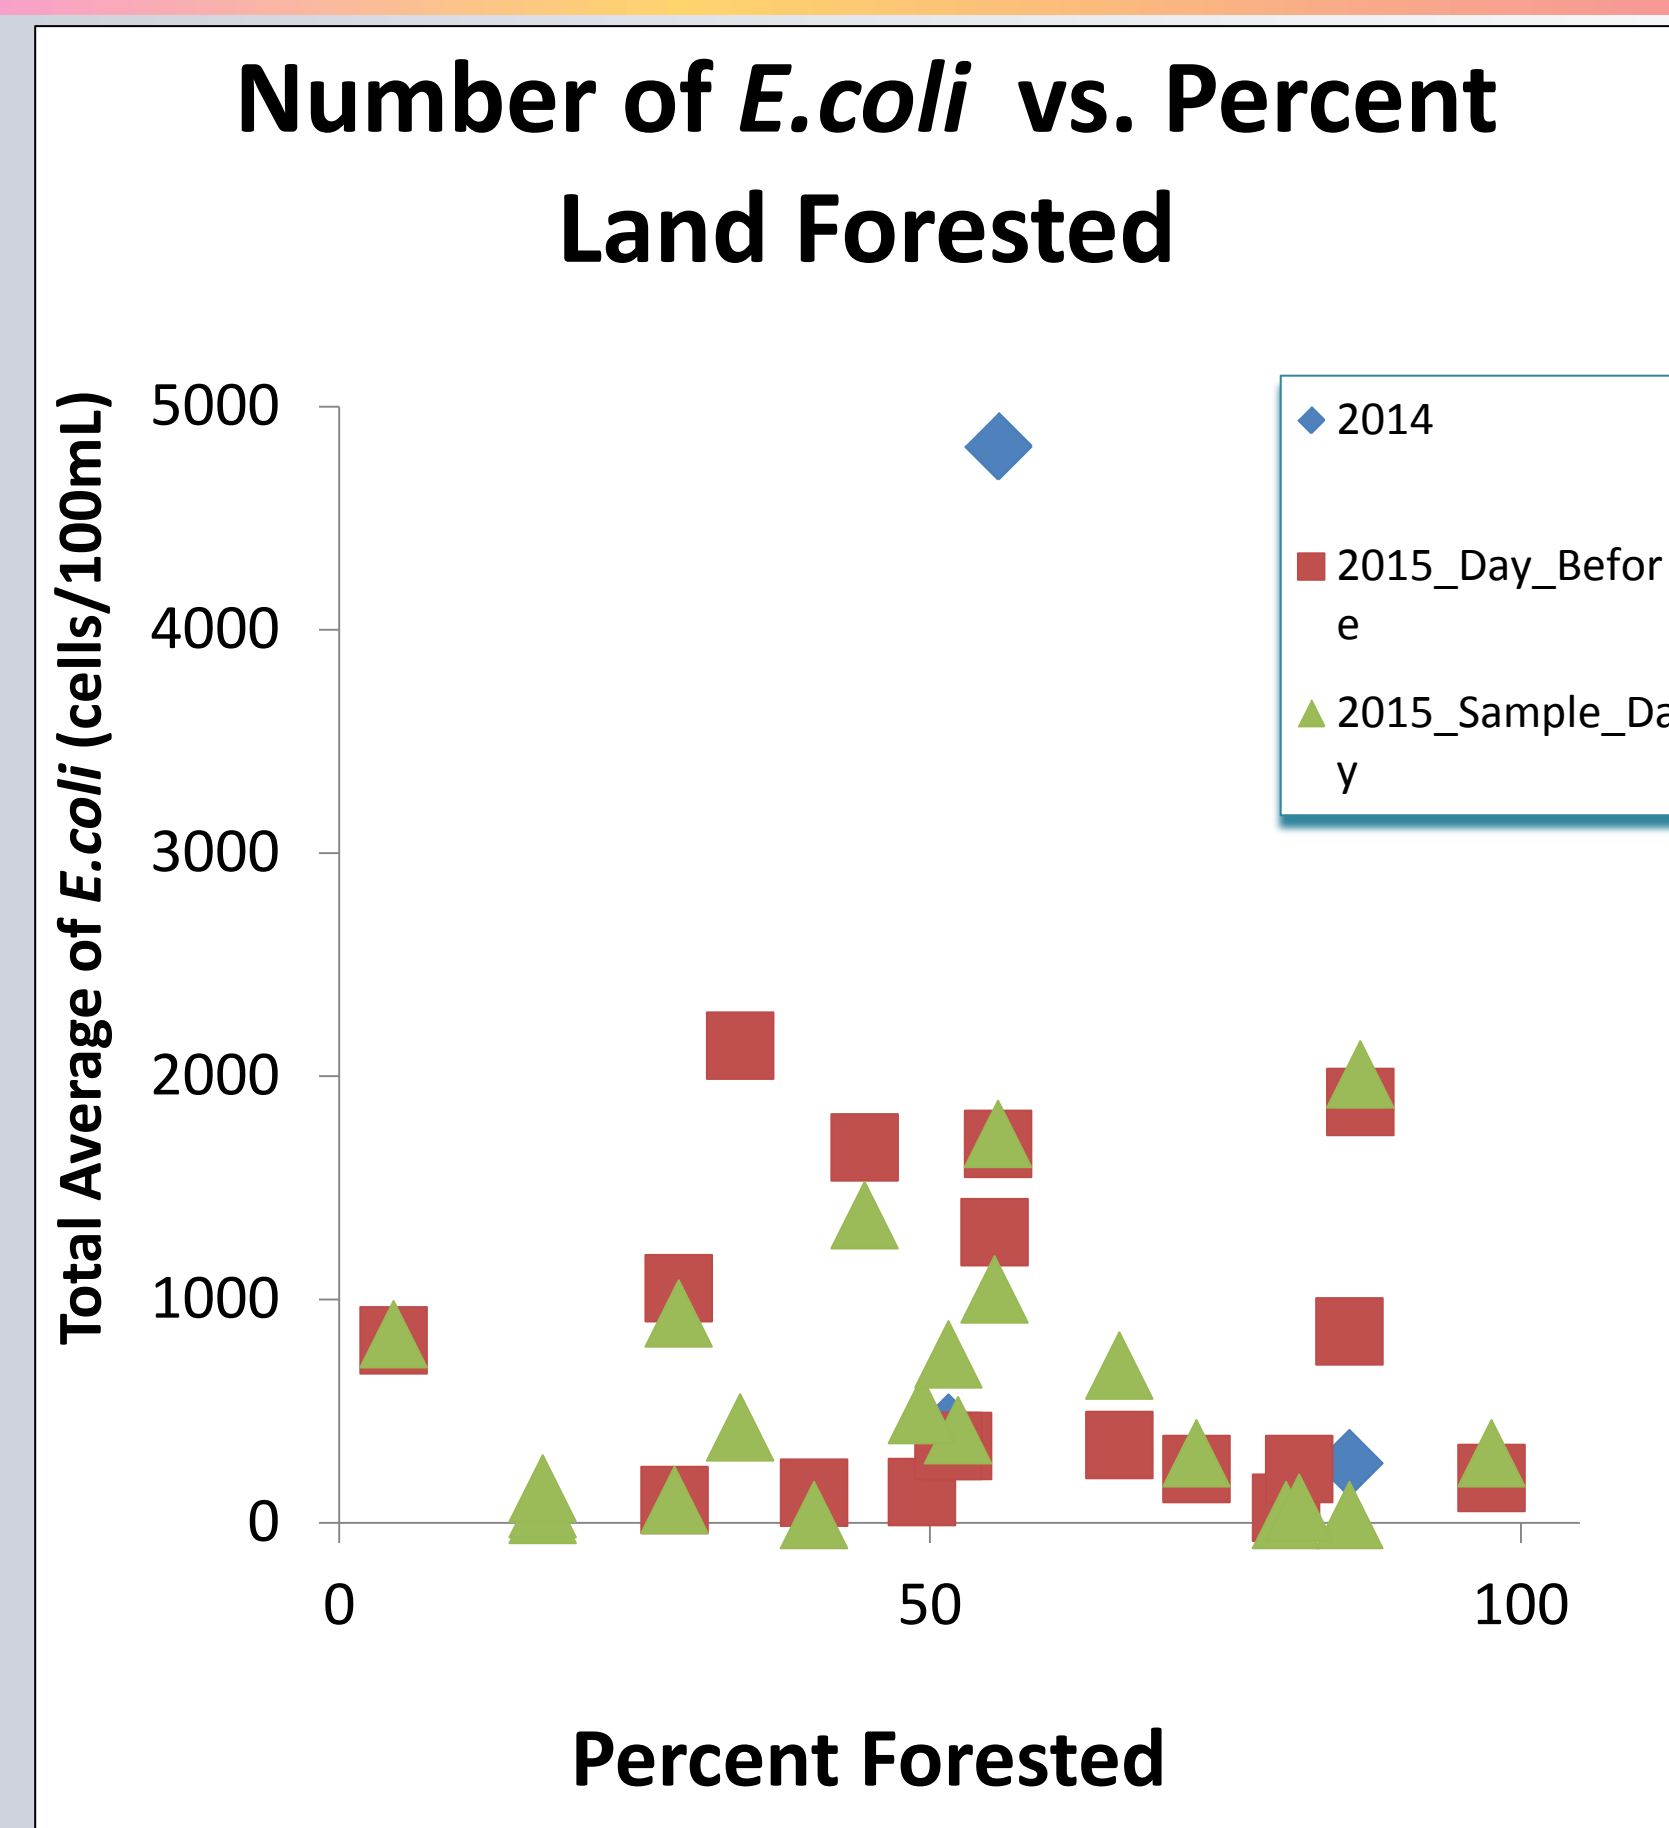 Number of E.coli vs. Percent
Land Forested
Total Average of E.coli (cells/100mL)
5000
4000
3000
2000
1000
0
2014
2015_Day_Befor
e
2015_Sample_Da
y
0 50 100
Percent Forested